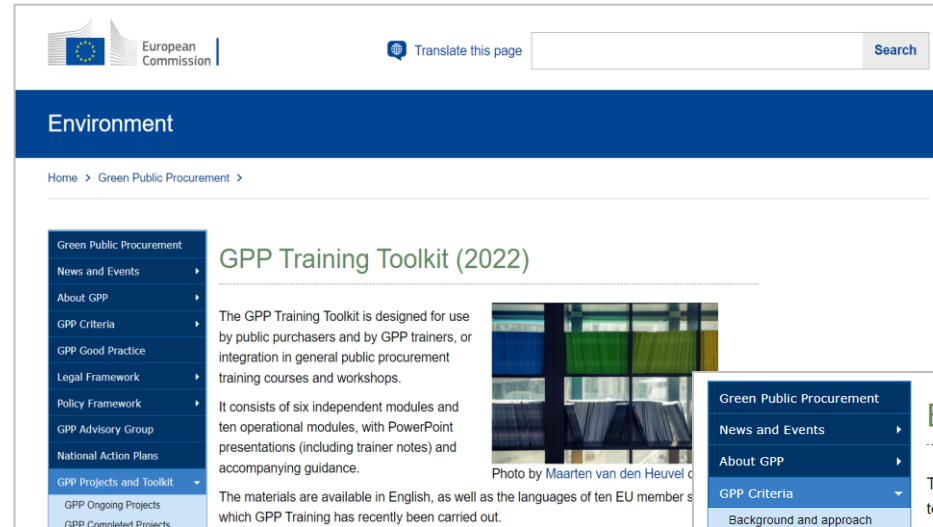 European
Commission
Translate this page
Search
Environment
Home > Green Public Procurement >
Green Public Procurement
News and Events
About GPP
GPP Criteria
GPP Good Practice
Legal Framework
Policy Framework
GPP Advisory Group
National Action Plans
GPP Projects and Toolkit
GPP Ongoing Projects
GPP Completed Projects
GPP Training Toolkit (2022)
The GPP Training Toolkit is designed for use
by public purchasers and by GPP trainers, or
integration in general public procurement
training courses and workshops.
It consists of six independent modules and
ten operational modules, with PowerPoint
presentations (including trainer notes) and
accompanying guidance.
Photo by Maarten van den Heuvel
The materials are available in English, as well as the languages of ten EU member
which GPP Training has recently been carried out.
Green Public Procurement
News and Events
About GPP
GPP Criteria
Background and approach